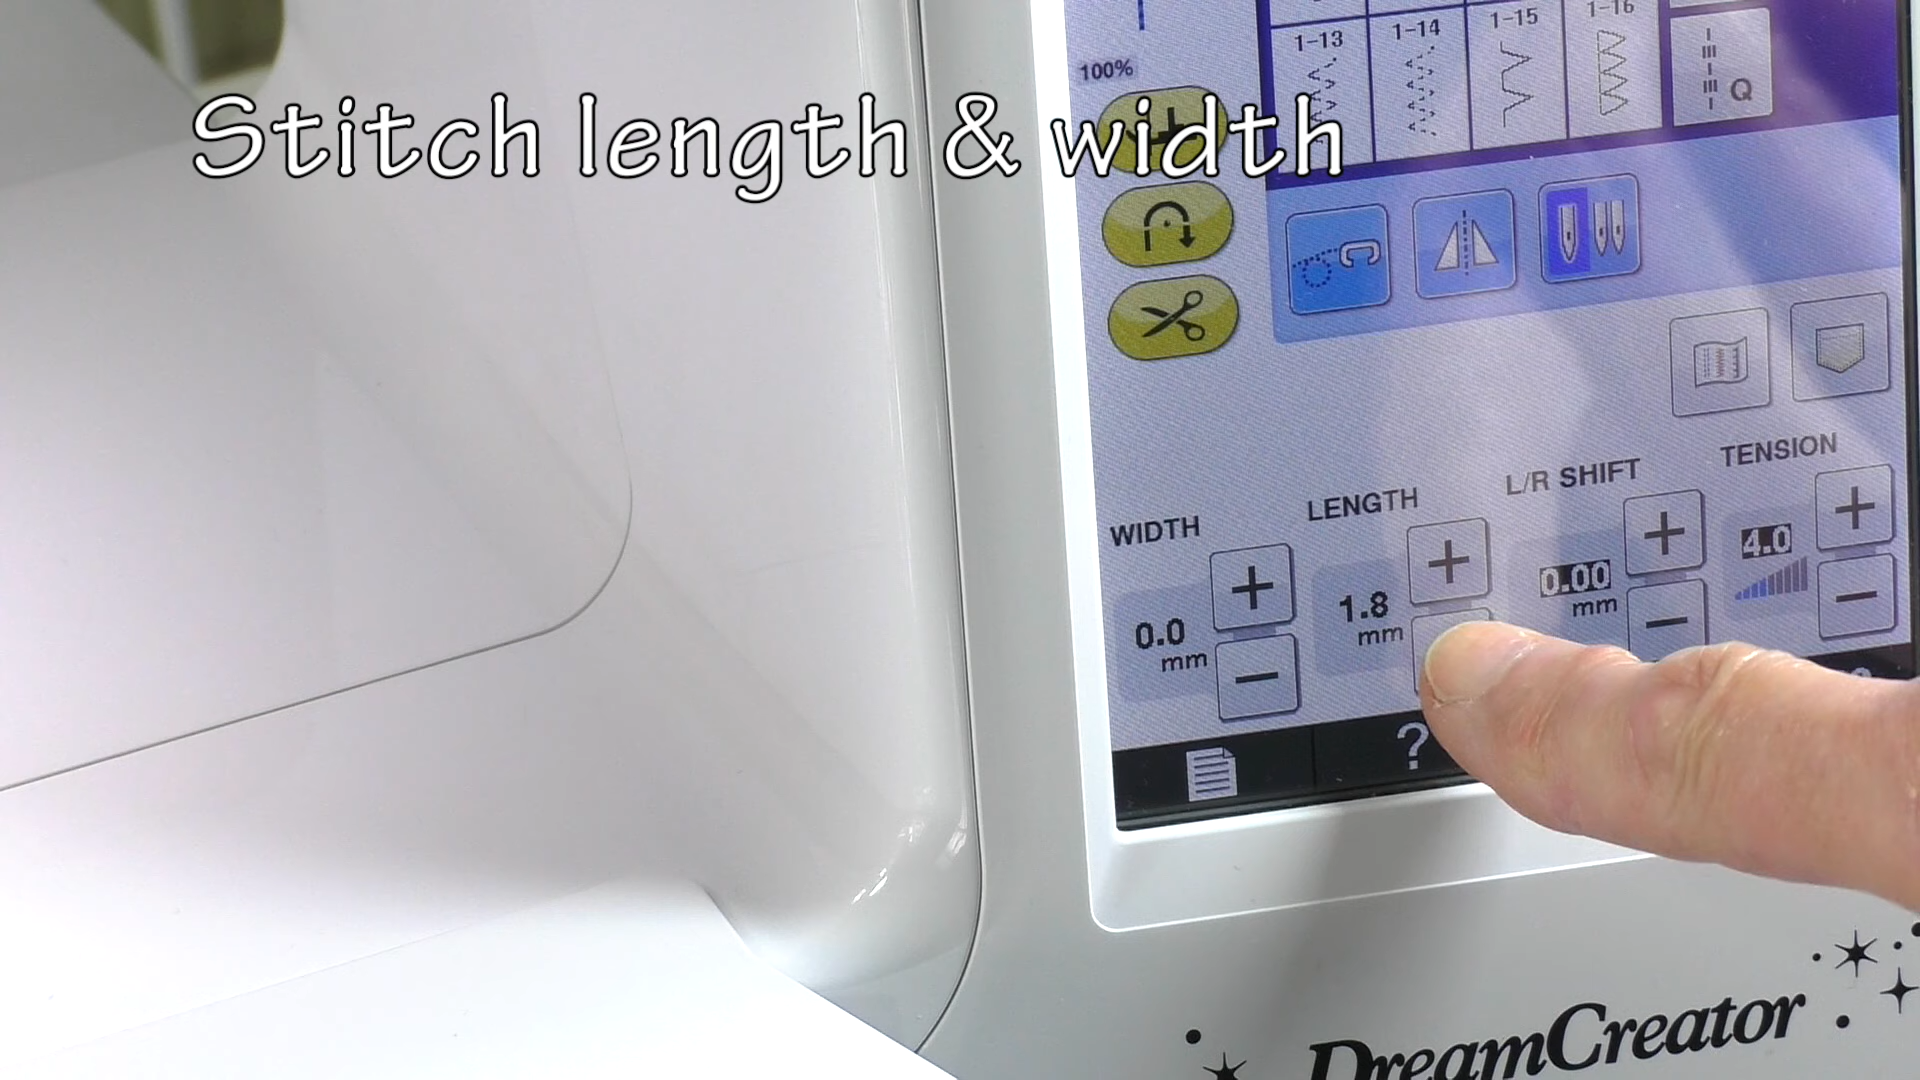 Stitch length & width
100%
1-13 1-14 1-15 1-16
Q
WIDTH LENGTH L/R SHIFT TENSION
0.0 mm + −
1.8 mm +
0.00 mm + −
4.0 + −
?
DreamCreator